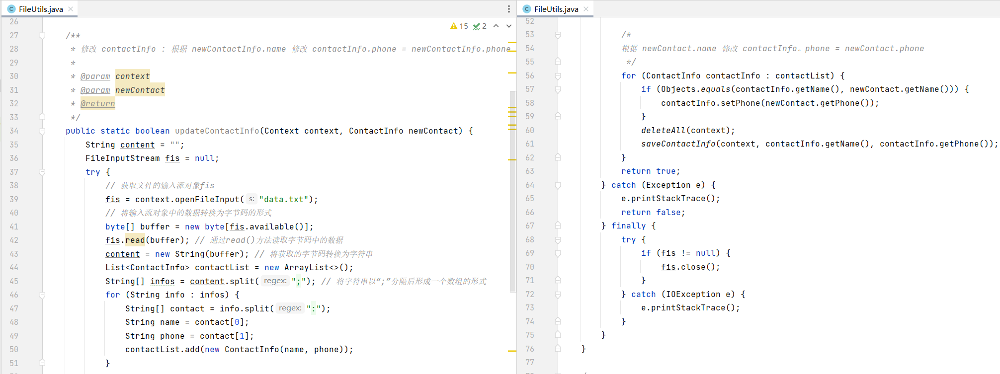 FileUtils.java
15 2
26
27 /**
28 * 修改 contactInfo : 根据 newContactInfo.name 修改 contactInfo.phone = newContactInfo.phone
29 *
30 * @param context
31 * @param newContact
32 * @return
33 */
34 public static boolean updateContactInfo(Context context, ContactInfo newContact) {
35 String content = "";
36 FileInputStream fis = null;
37 try {
38 // 获取文件的输入流对象fis
39 fis = context.openFileInput( s: "data.txt");
40 // 将输入流对象中的数据转换为字节码的形式
41 byte[] buffer = new byte[fis.available()];
42 fis.read(buffer); // 通过read()方法读取字节码中的数据
43 content = new String(buffer); // 将获取的字节码转换为字符串
44 List<ContactInfo> contactList = new ArrayList<>();
45 String[] infos = content.split( regex: ";"); // 将字符串以“;”分隔后形成一个数组的形式
46 for (String info : infos) {
47 String[] contact = info.split( regex: ":");
48 String name = contact[0];
49 String phone = contact[1];
50 contactList.add(new ContactInfo(name, phone));
51 }
FileUtils.java
52
53 /*
54 根据 newContact.name 修改 contactInfo。phone = newContact.phone
55 */
56 for (ContactInfo contactInfo : contactList) {
57 if (Objects.equals(contactInfo.getName(), newContact.getName())) {
58 contactInfo.setPhone(newContact.getPhone());
59 }
60 deleteAll(context);
61 saveContactInfo(context, contactInfo.getName(), contactInfo.getPhone());
62 }
63 return true;
64 } catch (Exception e) {
65 e.printStackTrace();
66 return false;
67 } finally {
68 try {
69 if (fis != null) {
70 fis.close();
71 }
72 } catch (IOException e) {
73 e.printStackTrace();
74 }
75 }
76 }
77